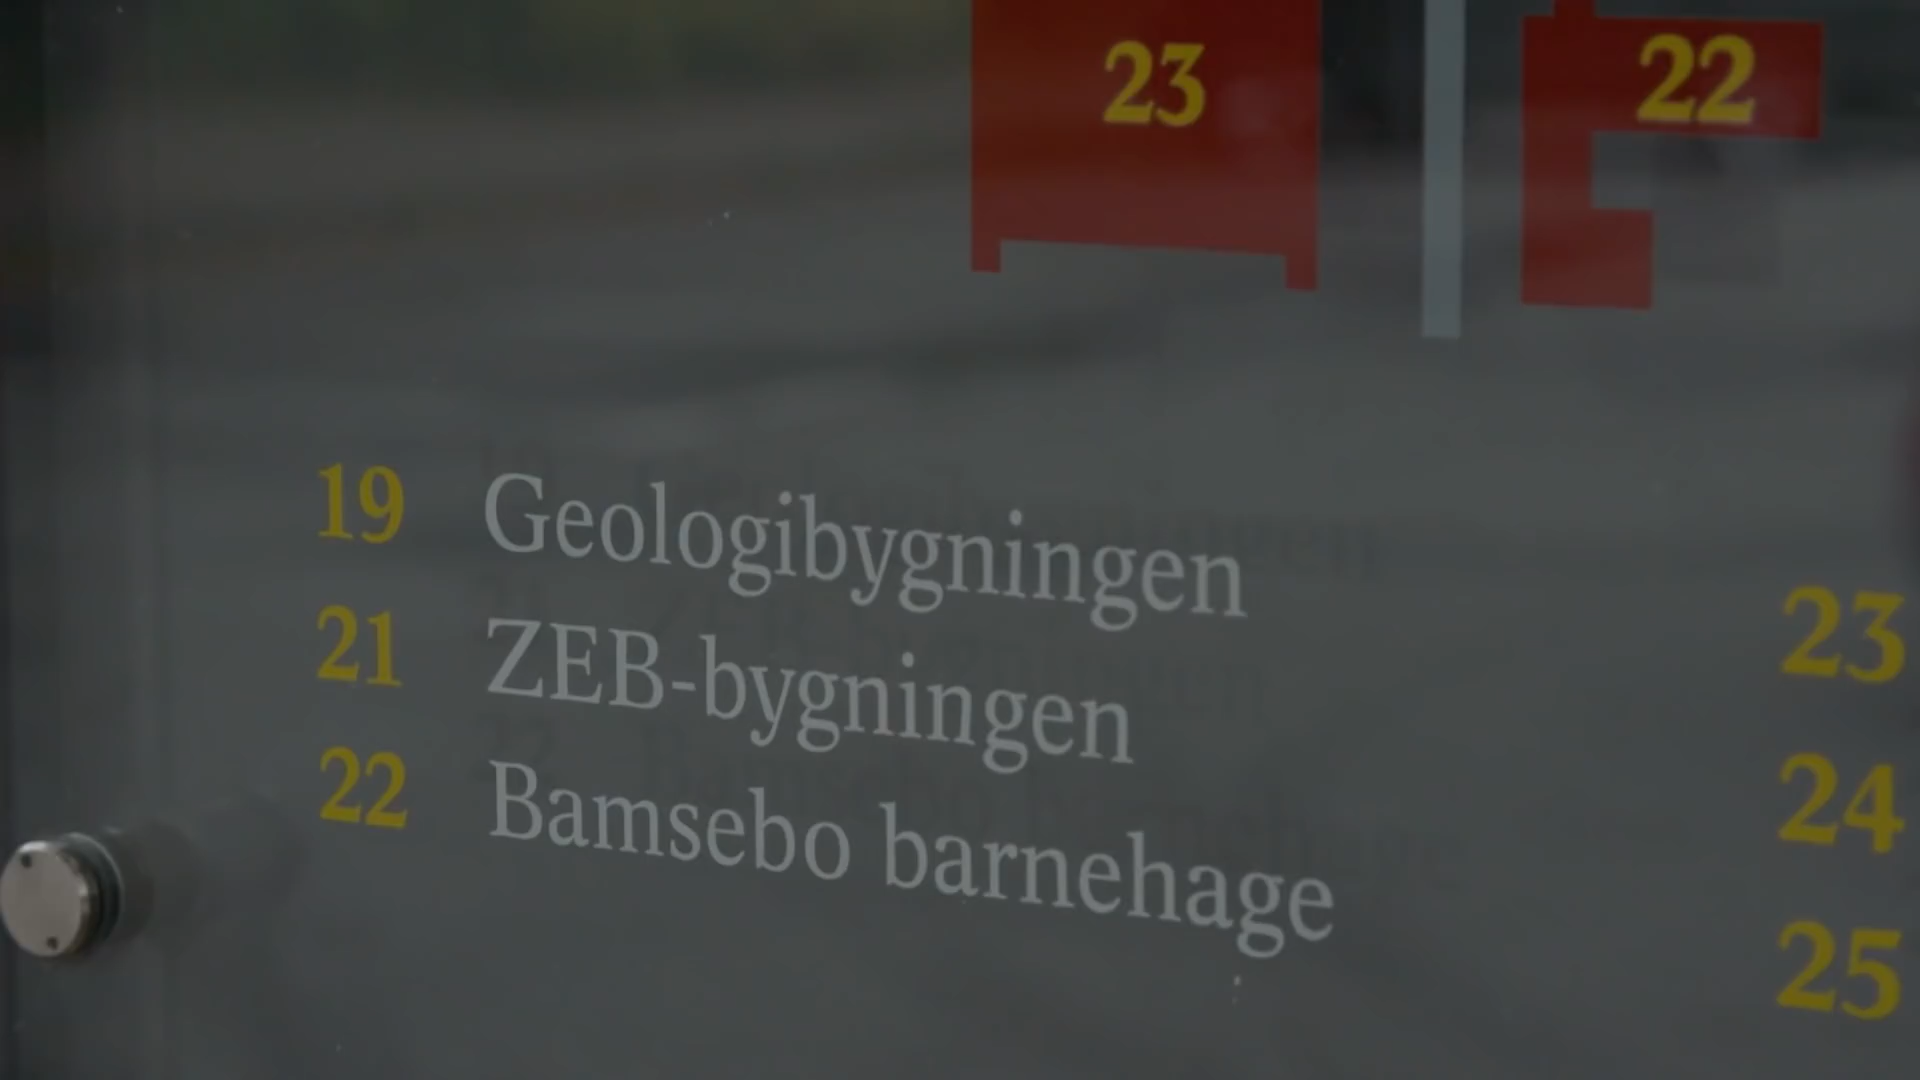 23 22
19 Geologibygningen
21 ZEB-bygningen
22 Bamsebo barnehage
23
24
25